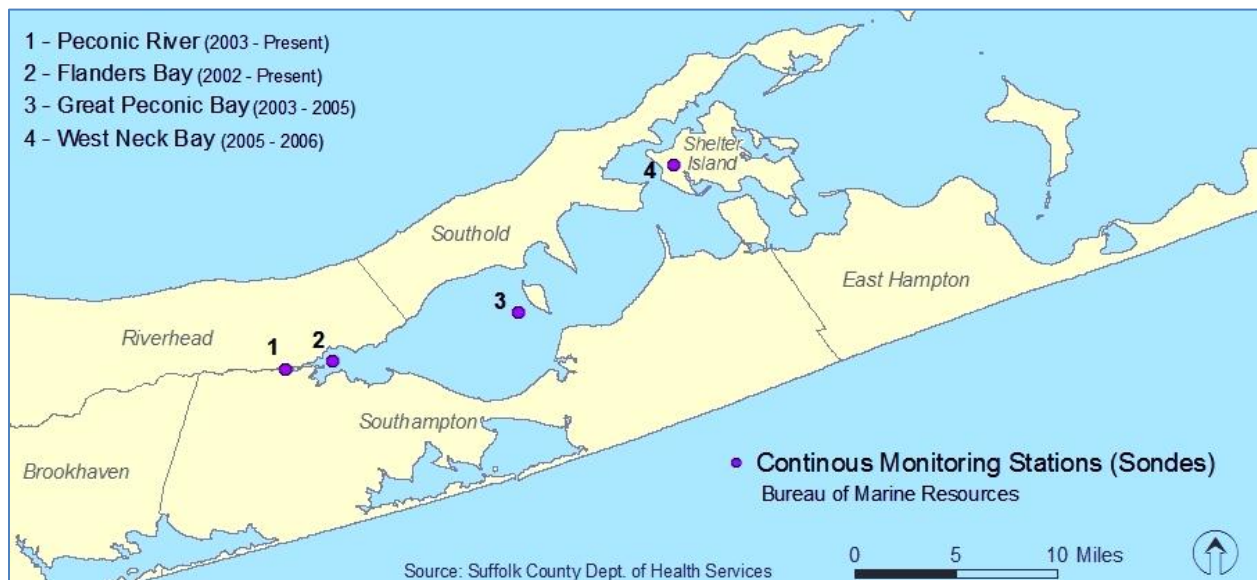 1 - Peconic River (2003 - Present)
2 - Flanders Bay (2002 - Present)
3 - Great Peconic Bay (2003 - 2005)
4 - West Neck Bay (2005 - 2006)
Shelter
Island
4
Southold
East Hampton
3
Riverhead
1
2
Southampton
Brookhaven
Continous Monitoring Stations (Sondes)
Bureau of Marine Resources
0 5 10 Miles
Source: Suffolk County Dept. of Health Services